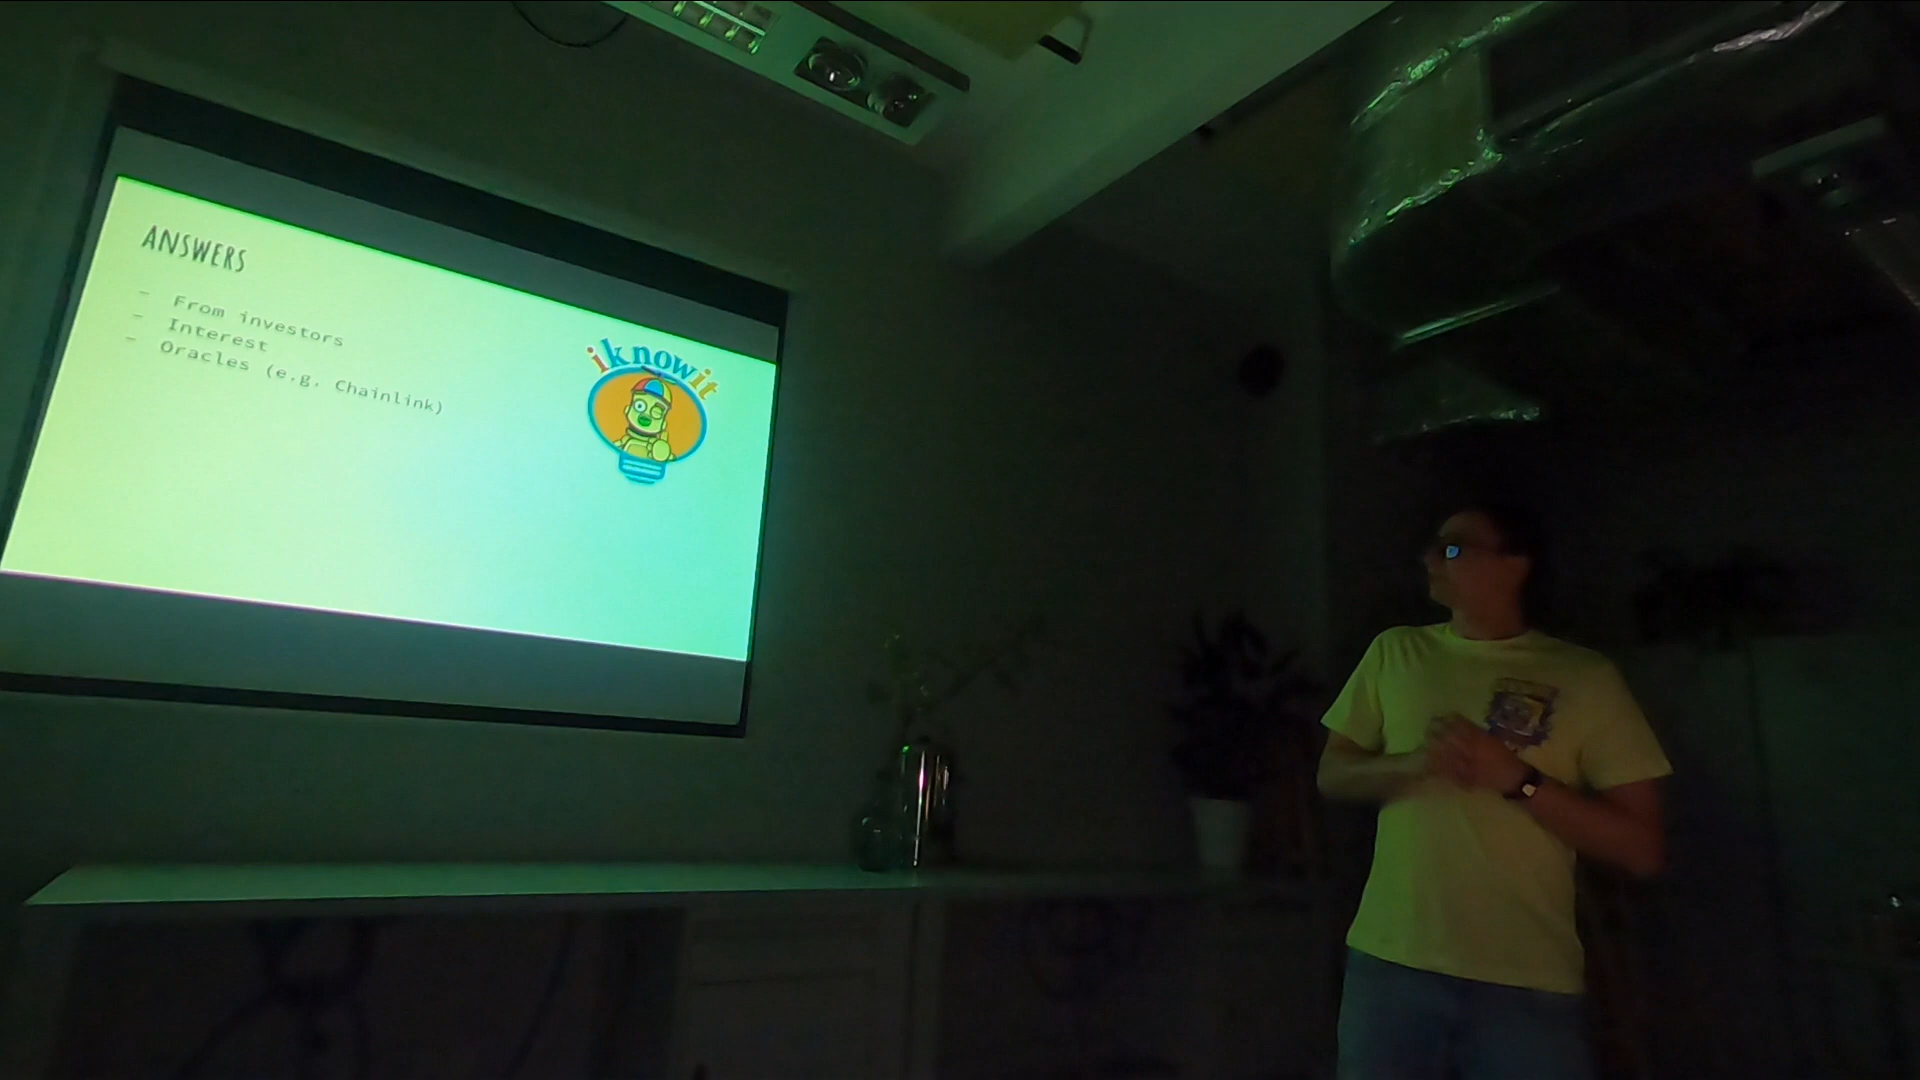 ANSWERS
- From investors
- Interest
- Oracles (e.g. Chainlink)
iknowit